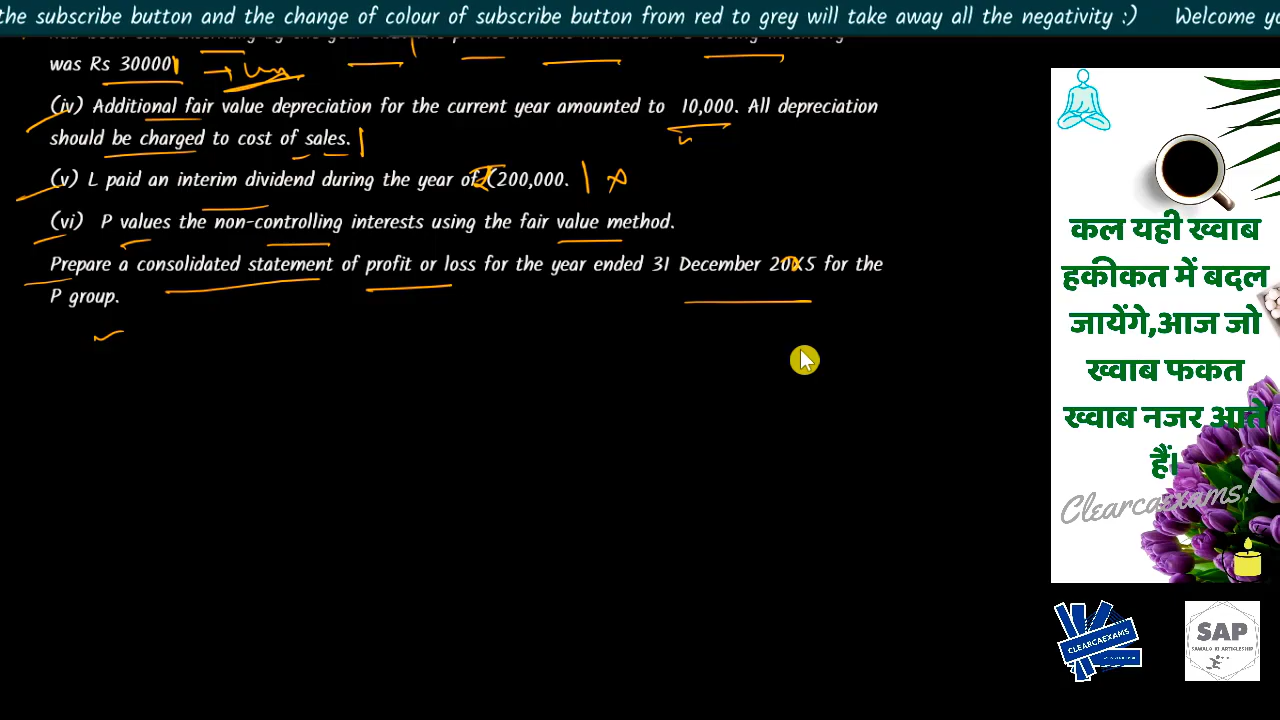 the subscribe button and the change of colour of subscribe button from red to grey will take away all the negativity :) Welcome
was Rs 30000
(iv) Additional fair value depreciation for the current year amounted to 10,000. All depreciation
should be charged to cost of sales.
(v) L paid an interim dividend during the year of (200,000.
(vi) P values the non-controlling interests using the fair value method.
Prepare a consolidated statement of profit or loss for the year ended 31 December 20X5 for the
P group.
कल यही ख्वाब
हकीकत में बदल
जायेंगे,आज जो
ख्वाब फकत
ख्वाब नजर आते
हैं।
Clearcaexams!
CLEARCAEXAMS
SAP
SAWALO KI ARTICLESHIP